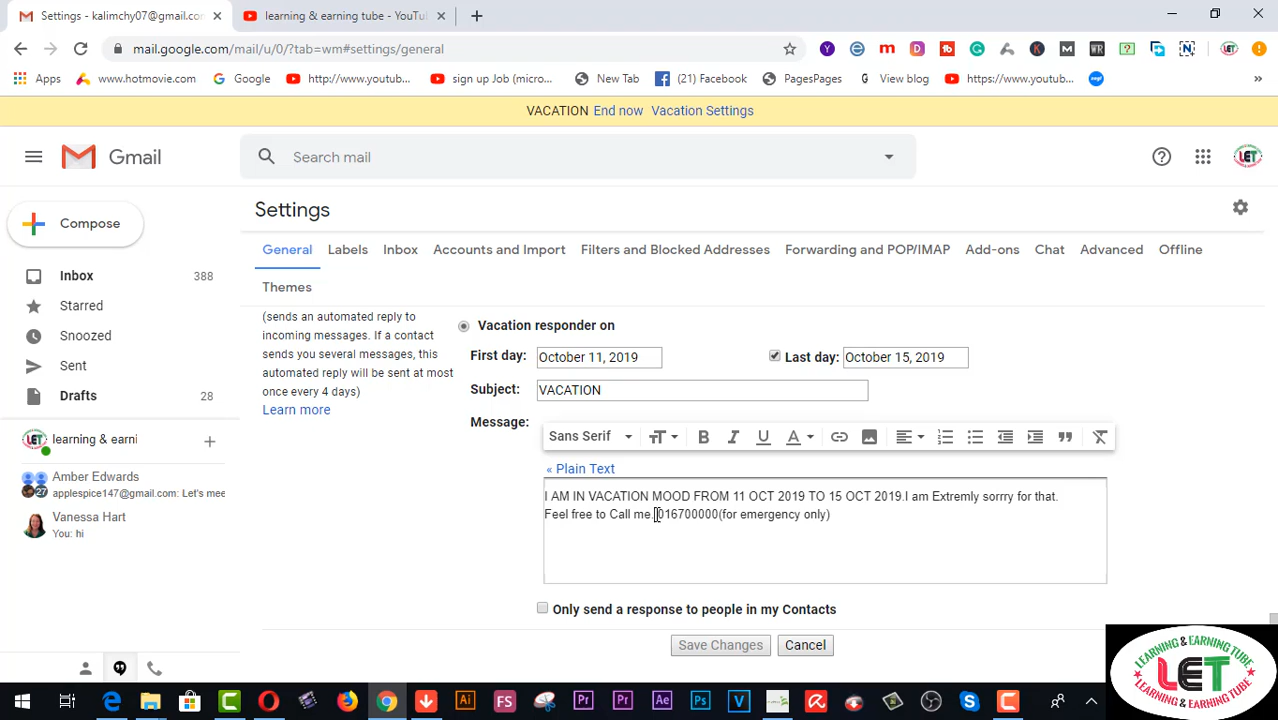 Settings - kalimchy07@gmail.con
learning & earning tube - YouTu
mail.google.com/mail/u/0/?tab=wm#settings/general
Apps
www.hotmovie.com
Google
http://www.youtub...
sign up Job (micro...
New Tab
(21) Facebook
PagesPages
View blog
https://www.youtub...
VACATION End now Vacation Settings
Gmail
Search mail
LET
Compose
Settings
General
Labels
Inbox
Accounts and Import
Filters and Blocked Addresses
Forwarding and POP/IMAP
Add-ons
Chat
Advanced
Offline
Themes
Inbox 388
Starred
Snoozed
Sent
Drafts 28
learning & earni
Amber Edwards
applespice147@gmail.com: Let's mee
27
Vanessa Hart
You: hi
(sends an automated reply to
incoming messages. If a contact
sends you several messages, this
automated reply will be sent at most
once every 4 days)
Learn more
Vacation responder on
First day: October 11, 2019
Last day: October 15, 2019
Subject: VACATION
Message:
Sans Serif
« Plain Text
I AM IN VACATION MOOD FROM 11 OCT 2019 TO 15 OCT 2019.I am Extremly sorrry for that.
Feel free to Call me. 016700000(for emergency only)
Only send a response to people in my Contacts
Save Changes
Cancel
LEARNING & EARNING TUBE
LET
LEARNING & EARNING TUBE